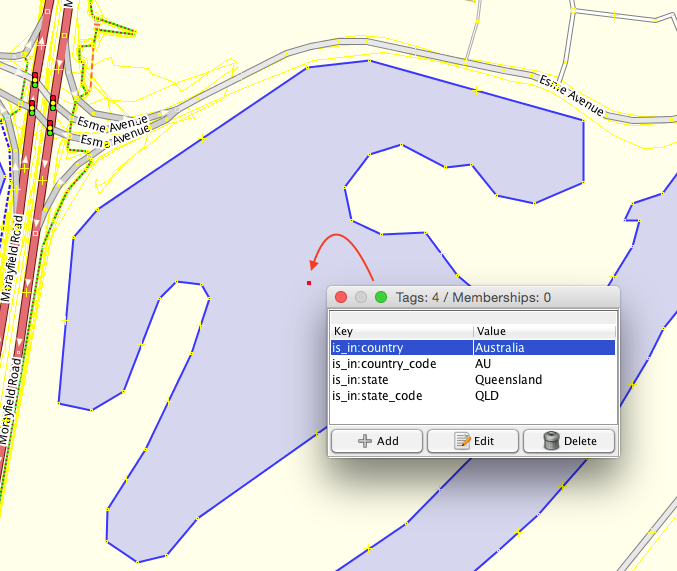 M
Esme Avenue
Esme Avenue
Esme Avenue
Morayfield Road
Morayfield Road
Tags: 4 / Memberships: 0
Key Value
is_in:country Australia
is_in:country_code AU
is_in:state Queensland
is_in:state_code QLD
Add Edit Delete